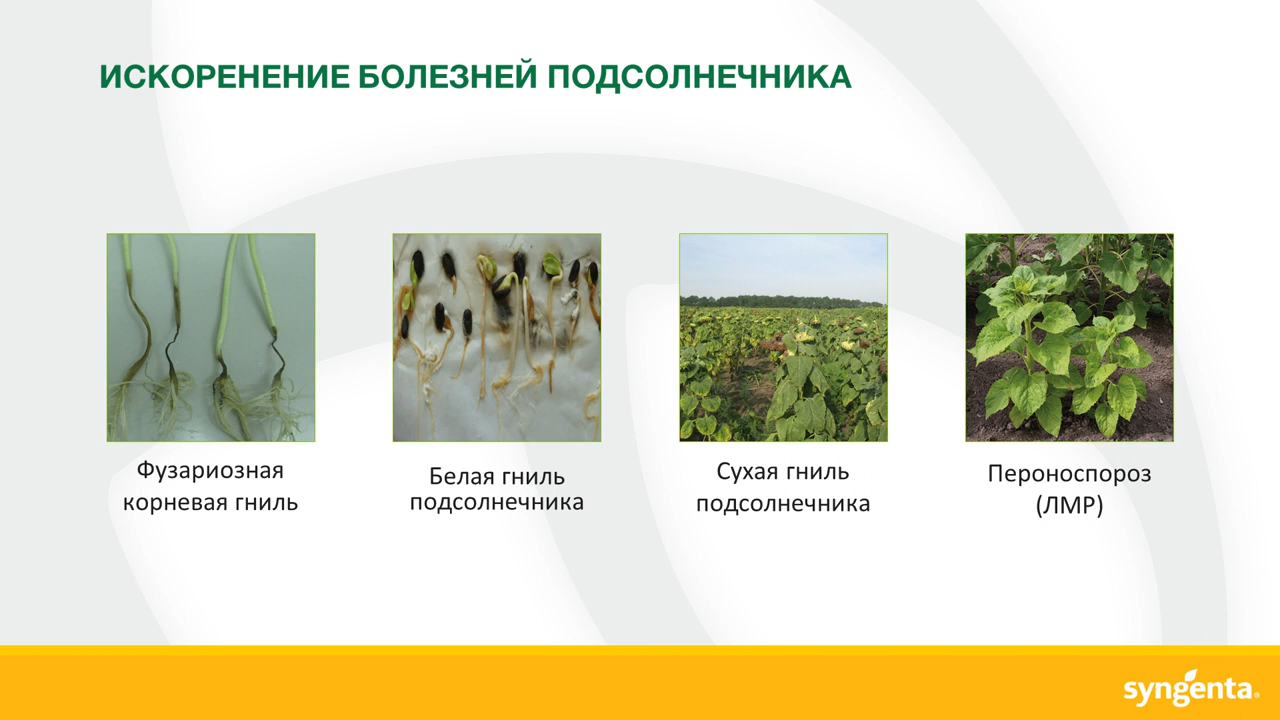 ИСКОРЕНЕНИЕ БОЛЕЗНЕЙ ПОДСОЛНЕЧНИКА
Фузариозная
корневая гниль
Белая гниль
подсолнечника
Сухая гниль
подсолнечника
Пероноспороз
(ЛМР)
syngenta®